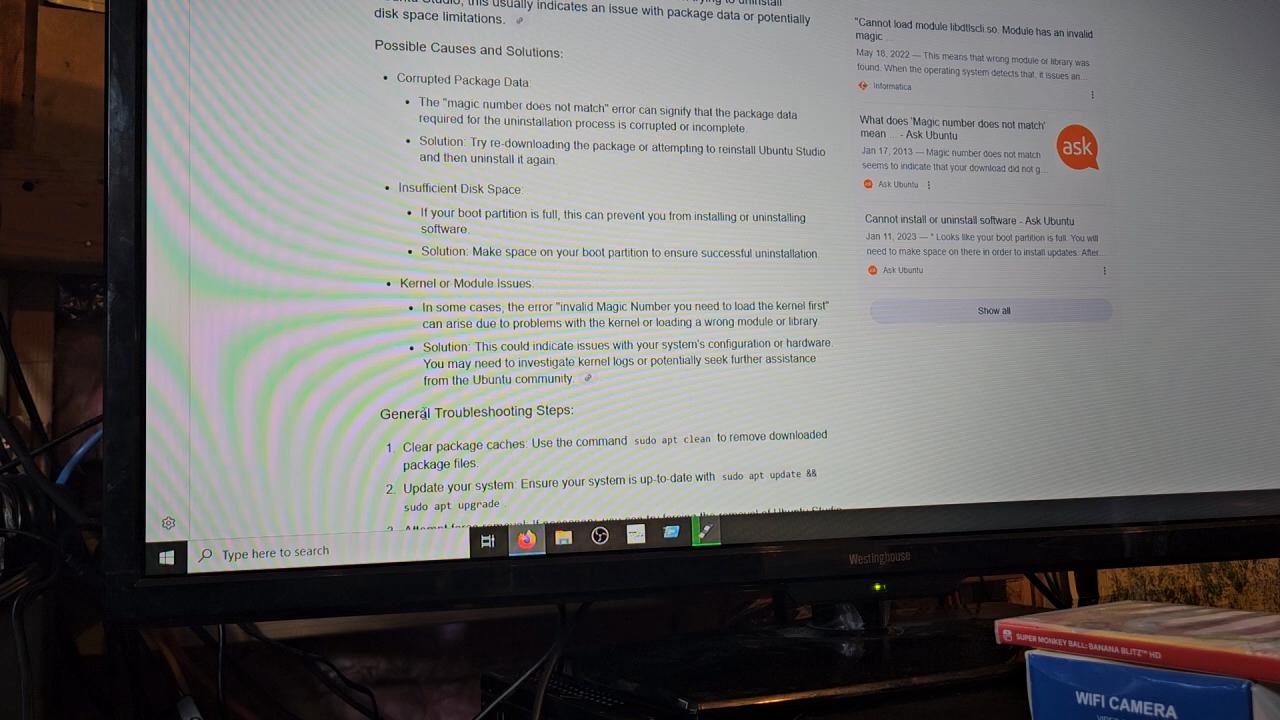 Studio, this usually indicates an issue with package data or potentially
disk space limitations.
Possible Causes and Solutions:
• Corrupted Package Data:
• The "magic number does not match" error can signify that the package data
required for the uninstallation process is corrupted or incomplete.
• Solution: Try re-downloading the package or attempting to reinstall Ubuntu Studio
and then uninstall it again.
• Insufficient Disk Space:
• If your boot partition is full, this can prevent you from installing or uninstalling
software.
• Solution: Make space on your boot partition to ensure successful uninstallation.
• Kernel or Module Issues:
• In some cases, the error "invalid Magic Number you need to load the kernel first"
can arise due to problems with the kernel or loading a wrong module or library.
• Solution: This could indicate issues with your system's configuration or hardware.
You may need to investigate kernel logs or potentially seek further assistance
from the Ubuntu community.
General Troubleshooting Steps:
1. Clear package caches: Use the command sudo apt clean to remove downloaded
package files.
2. Update your system: Ensure your system is up-to-date with sudo apt update &&
sudo apt upgrade .
"Cannot load module libdtlscli.so. Module has an invalid
magic ...
May 18, 2022 — This means that wrong module or library was
found. When the operating system detects that, it issues an...
Informatica
What does 'Magic number does not match'
mean ... - Ask Ubuntu
Jan 17, 2013 — Magic number does not match
seems to indicate that your download did not g...
Ask Ubuntu
ask
Cannot install or uninstall software - Ask Ubuntu
Jan 11, 2023 — " Looks like your boot partition is full. You will
need to make space on there in order to install updates. After...
Ask Ubuntu
Show all
Type here to search
Westinghouse
SUPER MONKEY BALL: BANANA BLITZ™ HD
WIFI CAMERA